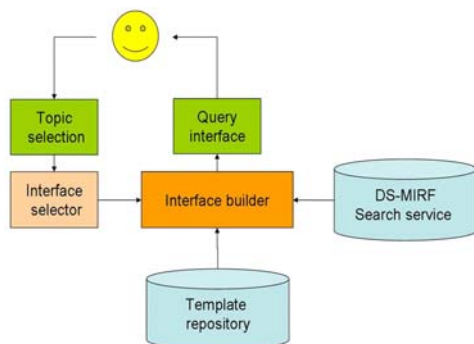 Topic
selection
Query
interface
Interface
selector
Interface builder
DS-MIRF
Search service
Template
repository